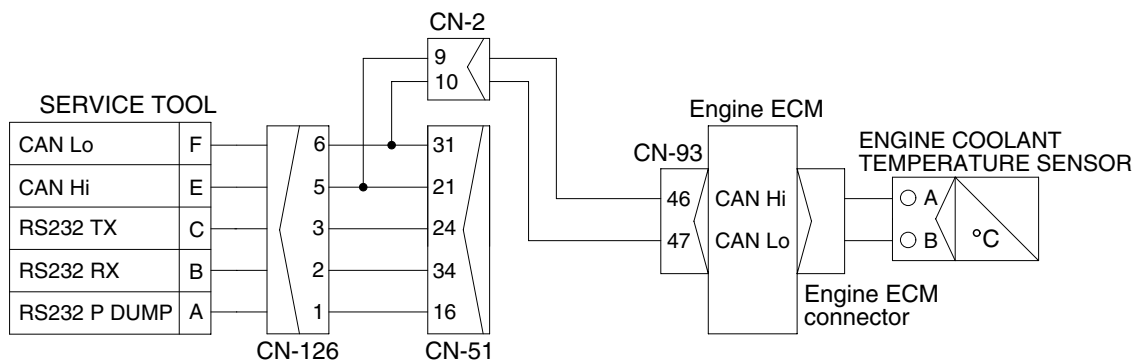 CN-2
9
10
SERVICE TOOL
CAN Lo F
CAN Hi E
RS232 TX C
RS232 RX B
RS232 P DUMP A
6
5
3
2
1
CN-126
31
21
24
34
16
CN-51
Engine ECM
CN-93
46 CAN Hi
47 CAN Lo
Engine ECM
connector
ENGINE COOLANT
TEMPERATURE SENSOR
A
B
°C